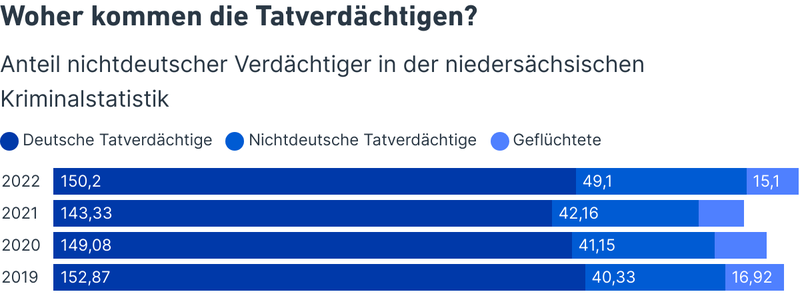 Woher kommen die Tatverdächtigen?
Anteil nichtdeutscher Verdächtiger in der niedersächsischen
Kriminalstatistik
Deutsche Tatverdächtige Nichtdeutsche Tatverdächtige Geflüchtete
2022 150,2 49,1 15,1
2021 143,33 42,16
2020 149,08 41,15
2019 152,87 40,33 16,92